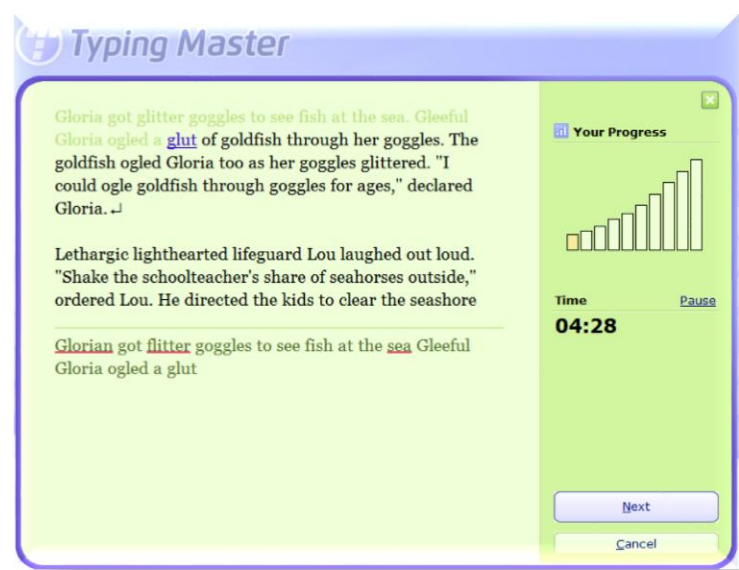 Typing Master
Gloria got glitter goggles to see fish at the sea. Gleeful
Gloria ogled a glut of goldfish through her goggles. The
goldfish ogled Gloria too as her goggles glittered. "I
could ogle goldfish through goggles for ages," declared
Gloria.↵
Lethargic lighthearted lifeguard Lou laughed out loud.
"Shake the schoolteacher's share of seahorses outside,"
ordered Lou. He directed the kids to clear the seashore
Glorian got flitter goggles to see fish at the sea Gleeful
Gloria ogled a glut
Your Progress
Time Pause
04:28
Next
Cancel